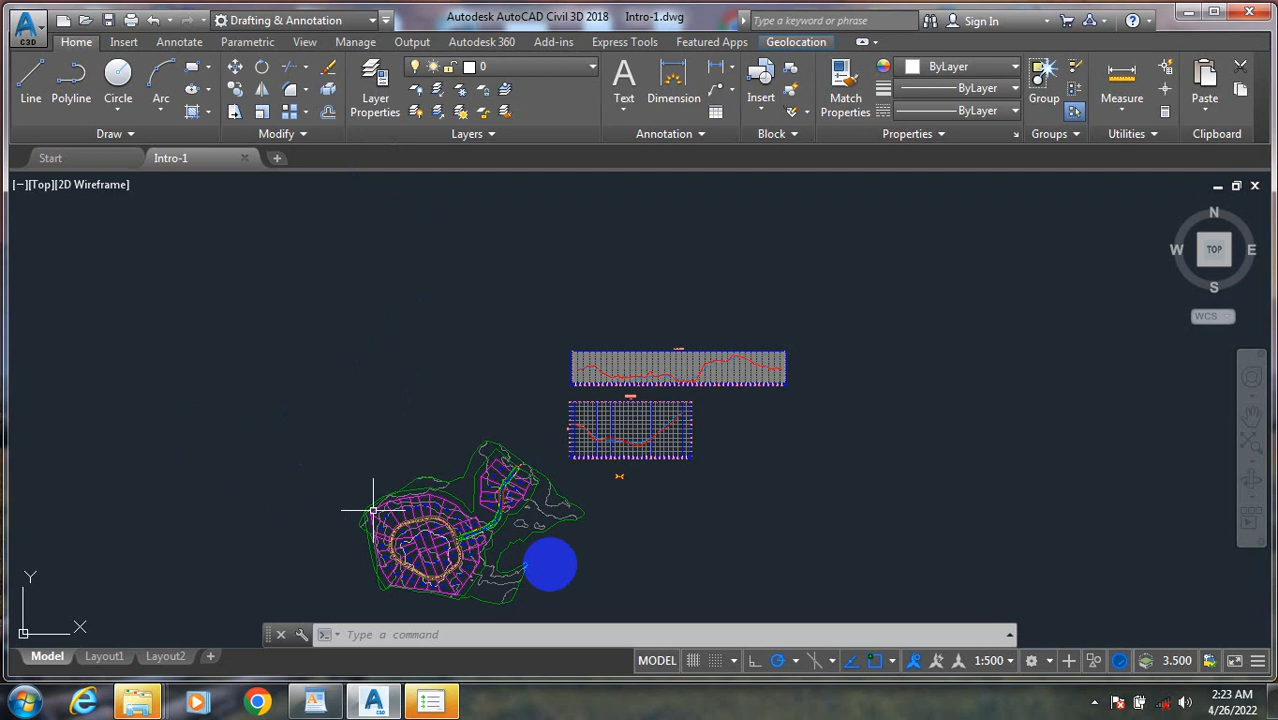 Drafting & Annotation
Autodesk AutoCAD Civil 3D 2018 Intro-1.dwg
Type a keyword or phrase
Sign In
C3D
Home Insert Annotate Parametric View Manage Output Autodesk 360 Add-ins Express Tools Featured Apps Geolocation
0
ByLayer
ByLayer
ByLayer
Line Polyline Circle Arc
Layer Properties
Text Dimension
Insert
Match Properties
Group
Measure
Paste
Draw Modify Layers Annotation Block Properties Groups Utilities Clipboard
Start Intro-1
[−][Top][2D Wireframe]
N
W TOP E
S
WCS
Y
X
Type a command
Model Layout1 Layout2
MODEL 1:500 3.500
C3D
2:23 AM
4/26/2022